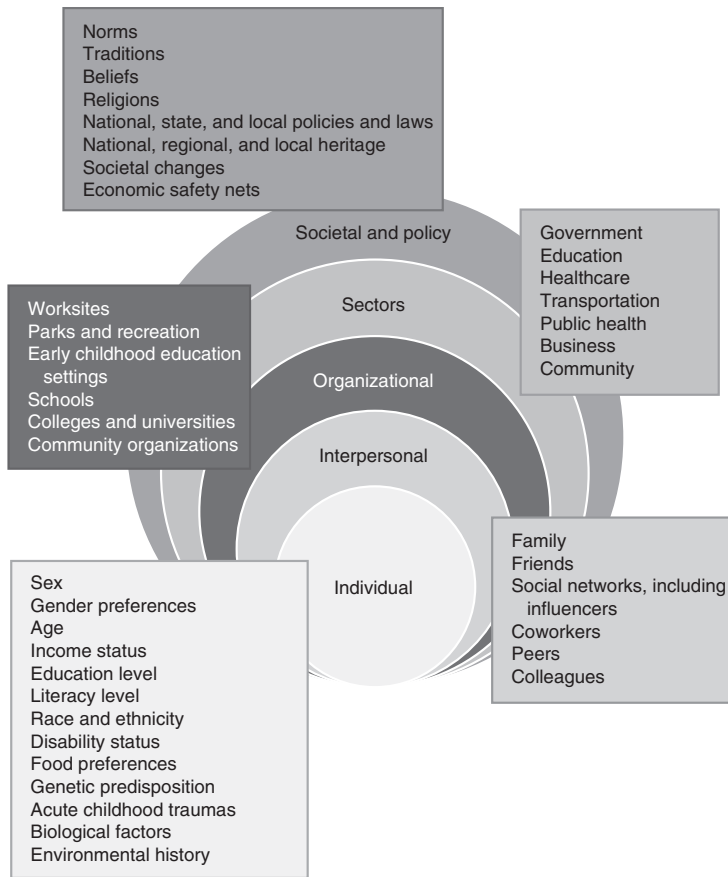 Norms
Traditions
Beliefs
Religions
National, state, and local policies and laws
National, regional, and local heritage
Societal changes
Economic safety nets
Societal and policy
Government
Education
Healthcare
Transportation
Public health
Business
Community
Sectors
Worksites
Parks and recreation
Early childhood education
settings
Schools
Colleges and universities
Community organizations
Organizational
Interpersonal
Family
Friends
Social networks, including
influencers
Coworkers
Peers
Colleagues
Individual
Sex
Gender preferences
Age
Income status
Education level
Literacy level
Race and ethnicity
Disability status
Food preferences
Genetic predisposition
Acute childhood traumas
Biological factors
Environmental history